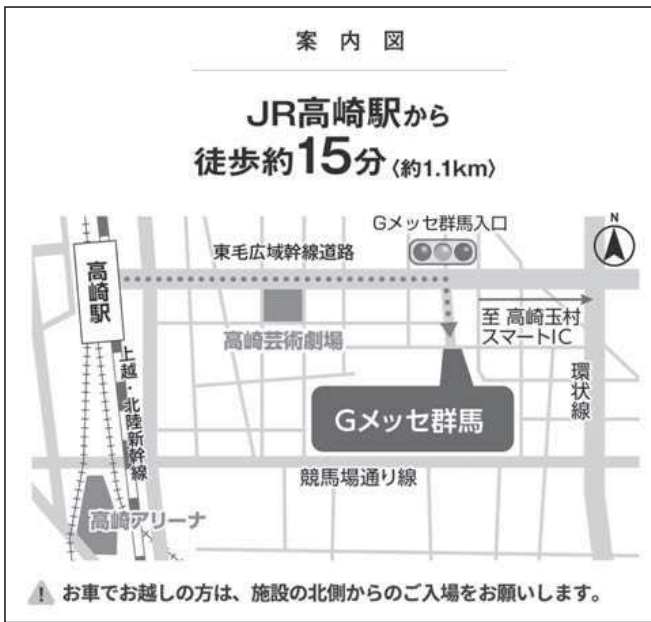 案内図
JR高崎駅から
徒歩約15分〈約1.1km〉
Gメッセ群馬入口
N
東毛広域幹線道路
高崎駅
高崎芸術劇場
至 高崎玉村
スマートIC
上越・北陸新幹線
環状線
Gメッセ群馬
競馬場通り線
高崎アリーナ
! お車でお越しの方は、施設の北側からのご入場をお願いします。